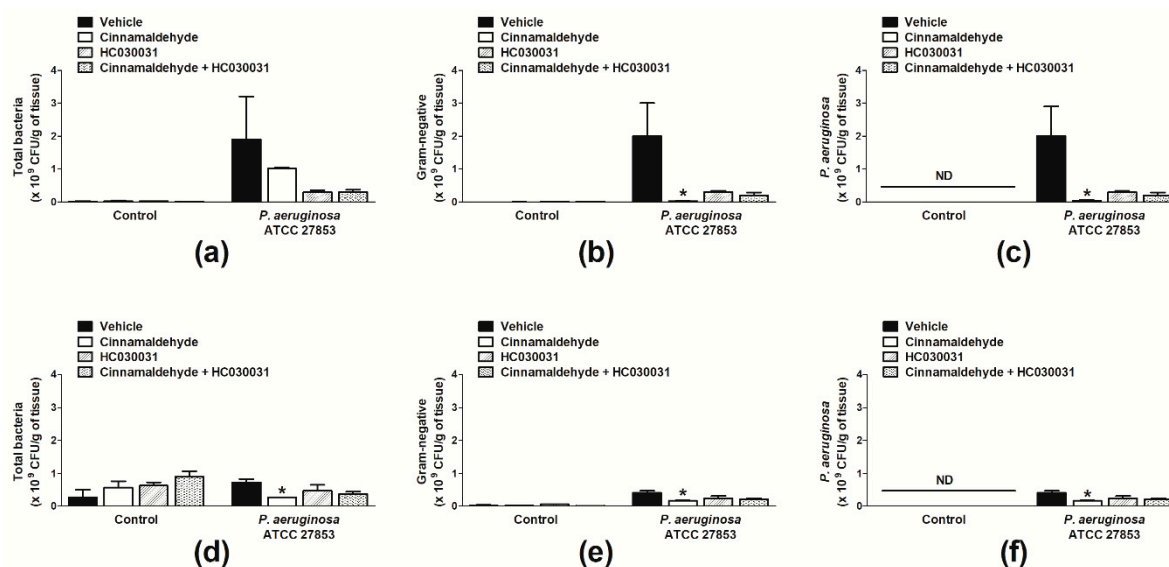 Vehicle
Cinnamaldehyde
HC030031
Cinnamaldehyde + HC030031
Total bacteria
(x 10⁹ CFU/g of tissue)
4
3
2
1
0
Control
P. aeruginosa
ATCC 27853
(a)
Vehicle
Cinnamaldehyde
HC030031
Cinnamaldehyde + HC030031
Gram-negative
(x 10⁹ CFU/g of tissue)
4
3
2
1
0
*
Control
P. aeruginosa
ATCC 27853
(b)
Vehicle
Cinnamaldehyde
HC030031
Cinnamaldehyde + HC030031
P. aeruginosa
(x 10⁹ CFU/g of tissue)
4
3
2
1
0
ND
*
Control
P. aeruginosa
ATCC 27853
(c)
Vehicle
Cinnamaldehyde
HC030031
Cinnamaldehyde + HC030031
Total bacteria
(x 10⁹ CFU/g of tissue)
4
3
2
1
0
*
Control
P. aeruginosa
ATCC 27853
(d)
Vehicle
Cinnamaldehyde
HC030031
Cinnamaldehyde + HC030031
Gram-negative
(x 10⁹ CFU/g of tissue)
4
3
2
1
0
*
Control
P. aeruginosa
ATCC 27853
(e)
Vehicle
Cinnamaldehyde
HC030031
Cinnamaldehyde + HC030031
P. aeruginosa
(x 10⁹ CFU/g of tissue)
4
3
2
1
0
ND
*
Control
P. aeruginosa
ATCC 27853
(f)